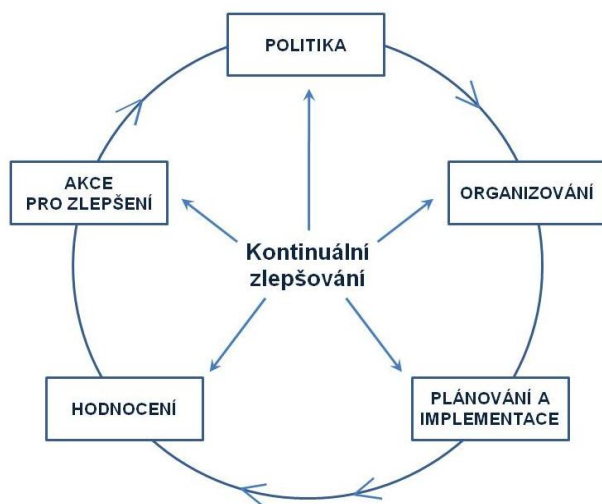 POLITIKA
ORGANIZOVÁNÍ
PLÁNOVÁNÍ A
IMPLEMENTACE
HODNOCENÍ
AKCE
PRO ZLEPŠENÍ
Kontinuální
zlepšování